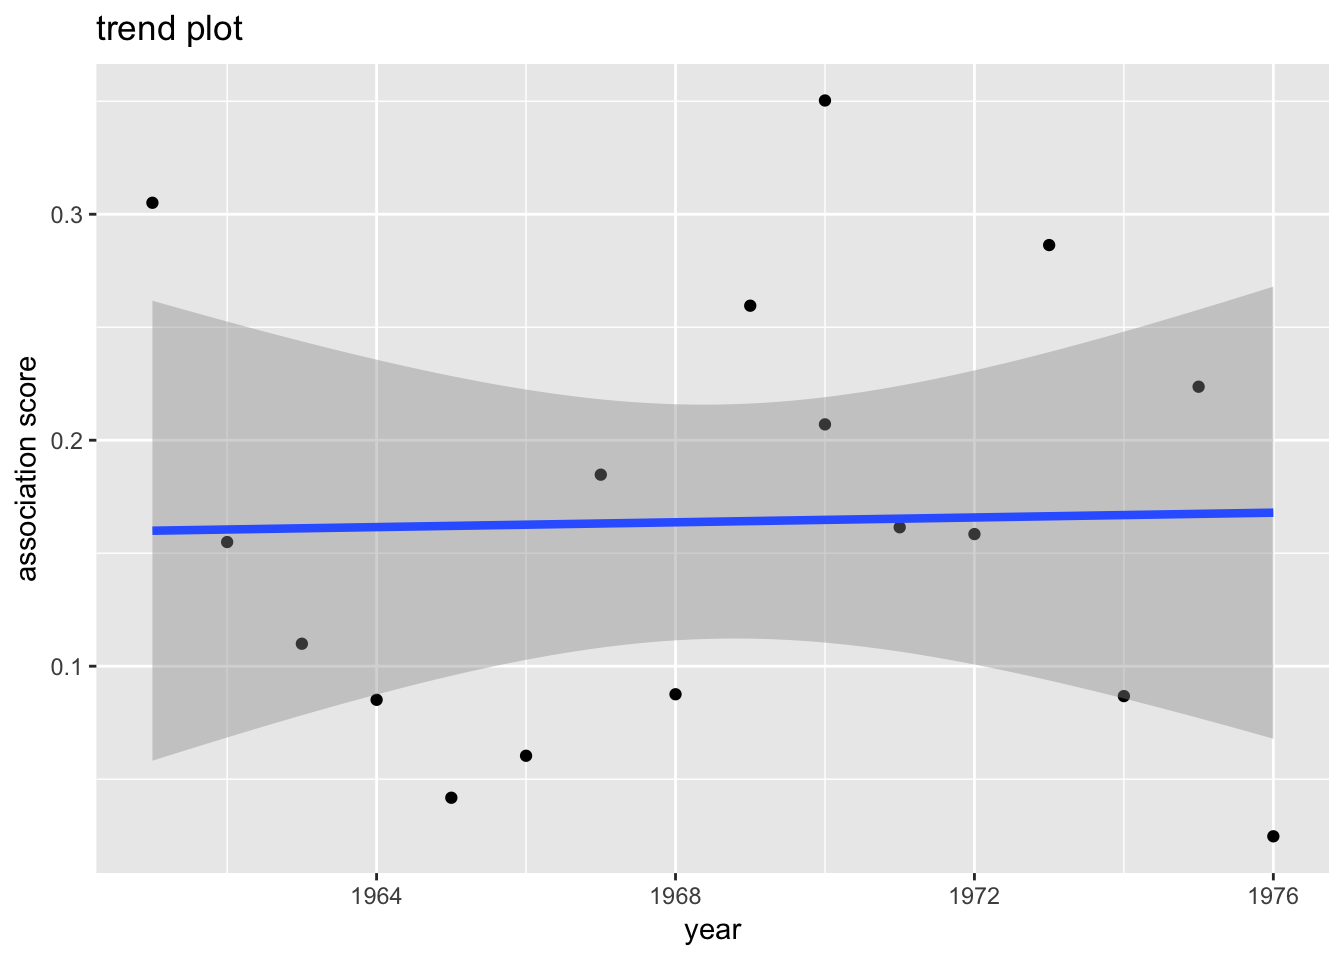 trend plot
association score
0.3
0.2
0.1
1964 1968 1972 1976
year